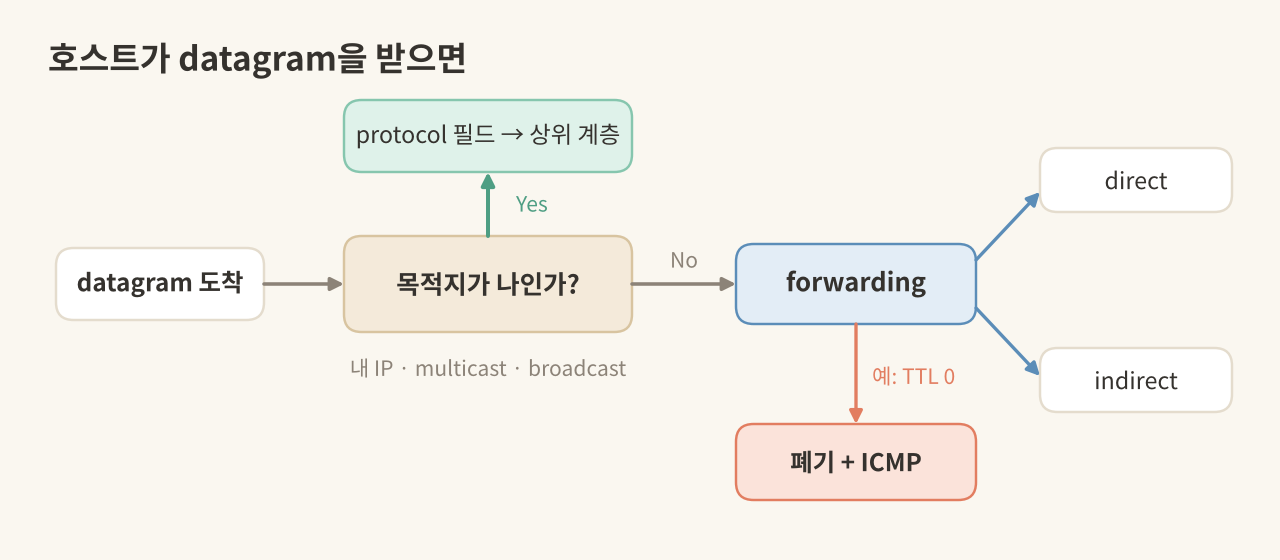 호스트가 datagram을 받으면
protocol 필드 → 상위 계층
Yes
datagram 도착
목적지가 나인가?
No
forwarding
direct
내 IP · multicast · broadcast
예: TTL 0
indirect
폐기 + ICMP